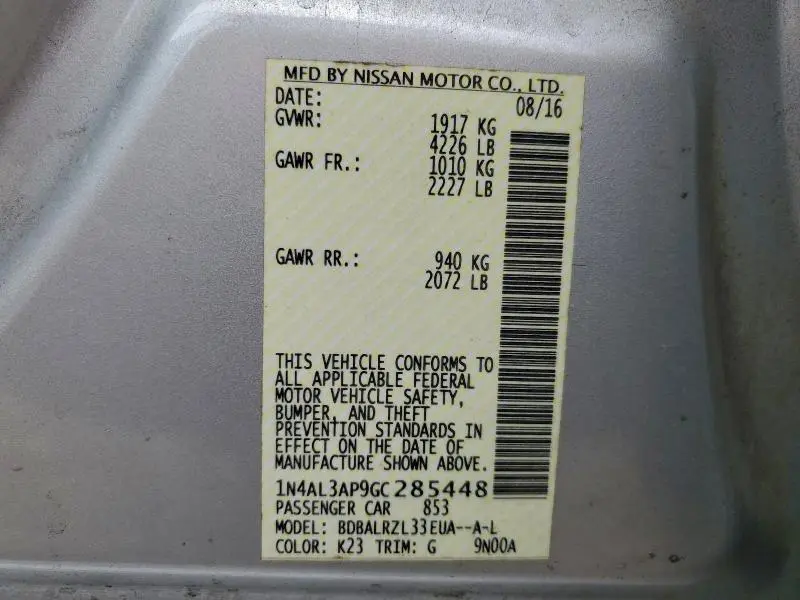 MFD BY NISSAN MOTOR CO., LTD.
DATE: 08/16
GVWR: 1917 KG
4226 LB
GAWR FR.: 1010 KG
2227 LB
GAWR RR.: 940 KG
2072 LB
THIS VEHICLE CONFORMS TO
ALL APPLICABLE FEDERAL
MOTOR VEHICLE SAFETY,
BUMPER, AND THEFT
PREVENTION STANDARDS IN
EFFECT ON THE DATE OF
MANUFACTURE SHOWN ABOVE.
1N4AL3AP9GC285448
PASSENGER CAR 853
MODEL: BDBALRZL33EUA--A-L
COLOR: K23 TRIM: G 9N00A